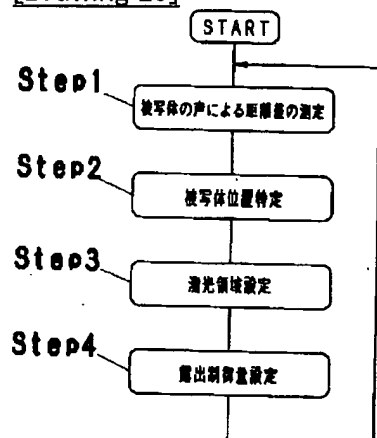 START
Step1
被写体の声による距離差の測定
Step2
被写体位置特定
Step3
測光領域設定
Step4
露出制御量設定